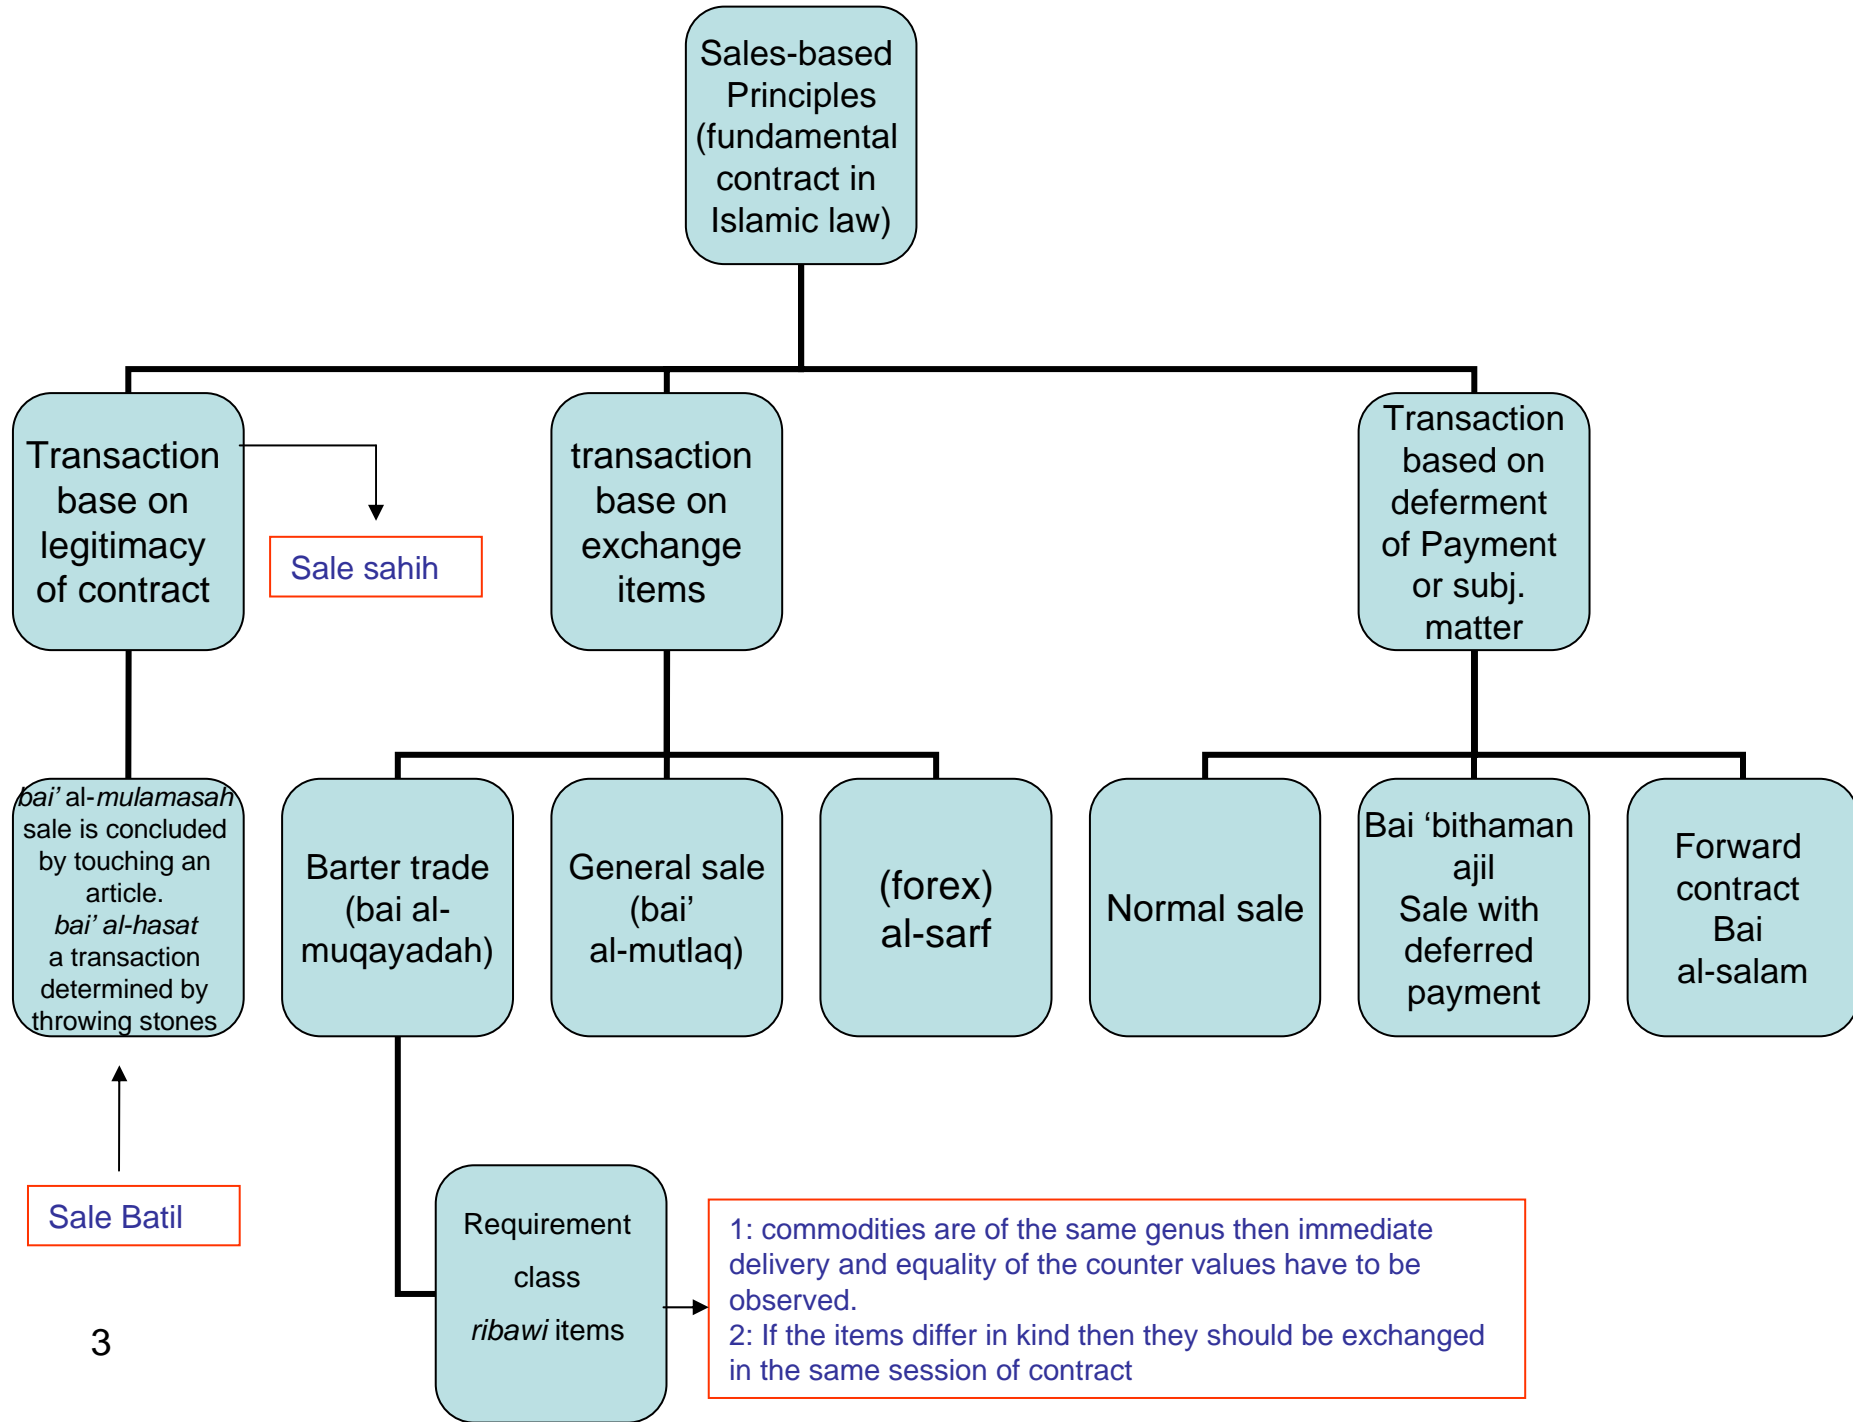 Sales-based
Principles
(fundamental
contract in
Islamic law)
Transaction
base on
legitimacy
of contract
Sale sahih
transaction
base on
exchange
items
Transaction
based on
deferment
of Payment
or subj.
matter
bai’ al-mulamasah
sale is concluded
by touching an
article.
bai’ al-hasat
a transaction
determined by
throwing stones
Barter trade
(bai al-
muqayadah)
General sale
(bai’
al-mutlaq)
(forex)
al-sarf
Normal sale
Bai ‘bithaman
ajil
Sale with
deferred
payment
Forward
contract
Bai
al-salam
Sale Batil
Requirement
class
ribawi items
1: commodities are of the same genus then immediate
delivery and equality of the counter values have to be
observed.
2: If the items differ in kind then they should be exchanged
in the same session of contract
3